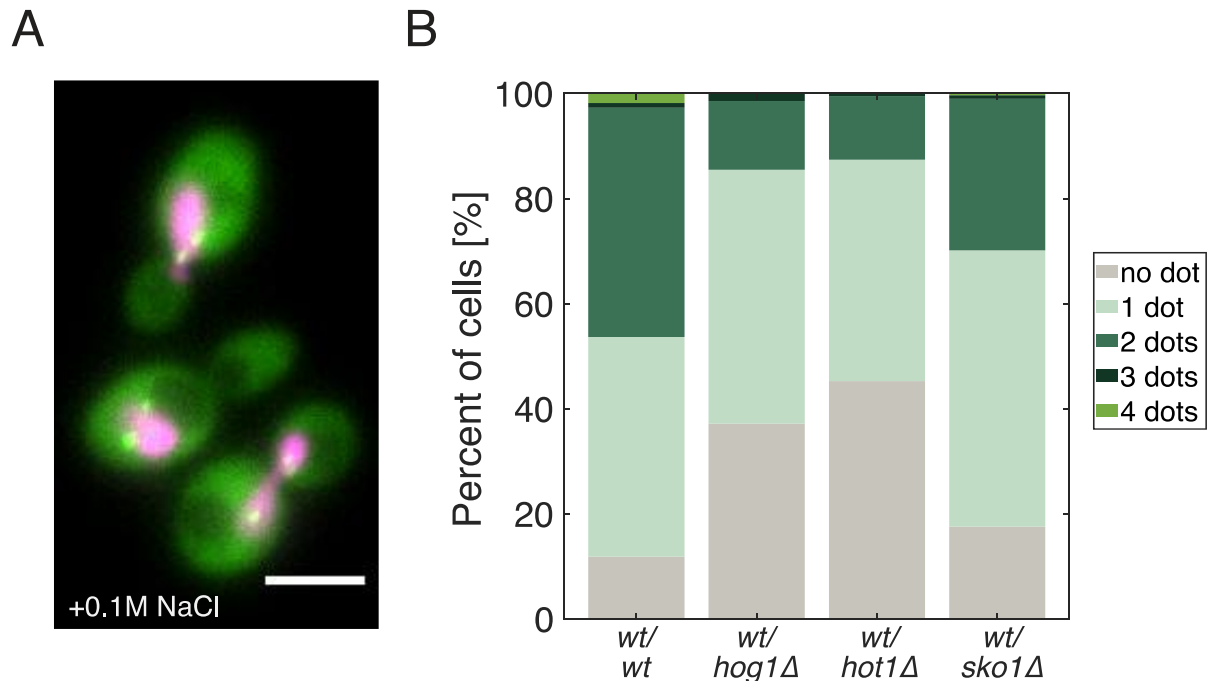 A
+0.1M NaCl
B
Percent of cells [%]
100
80
60
40
20
0
wt/
wt
wt/
hog1Δ
wt/
hot1Δ
wt/
sko1Δ
no dot
1 dot
2 dots
3 dots
4 dots